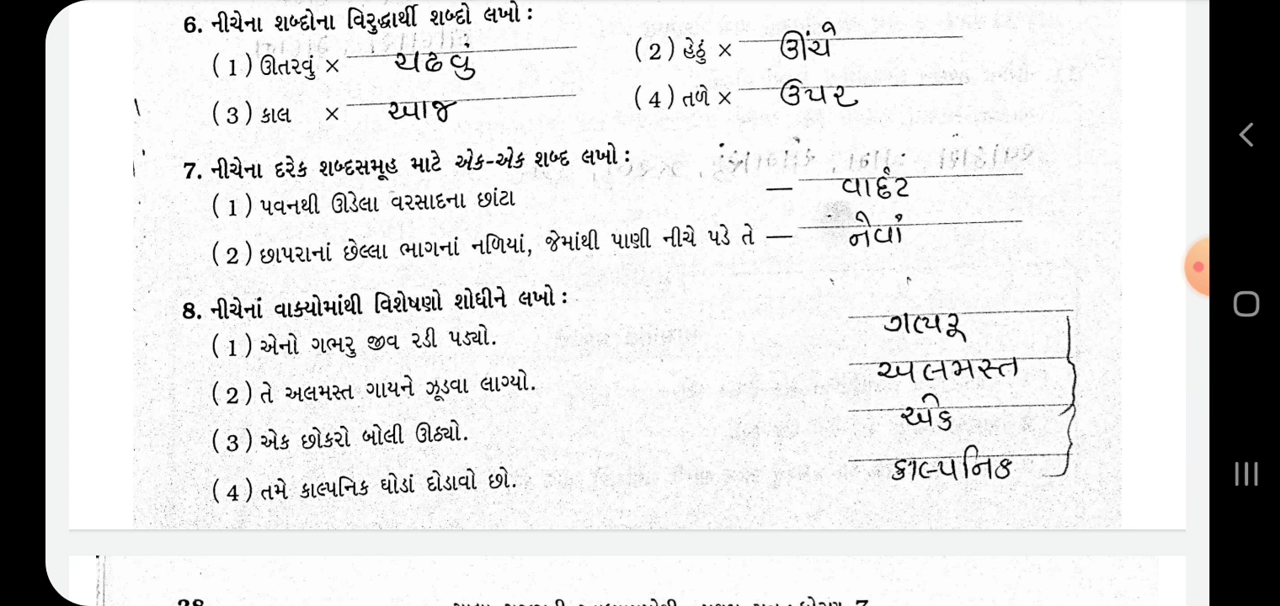 6. નીચેના શબ્દોના વિરુદ્ધાર્થી શબ્દો લખો :
(1) ઊતરવું × ચઢવું (2) હેઠું × ઊંચે
(3) કાલ × આજ (4) તળે × ઉપર
7. નીચેના દરેક શબ્દસમૂહ માટે એક-એક શબ્દ લખો :
(1) પવનથી ઊડેલા વરસાદના છાંટા – વાછંટ
(2) છાપરાનાં છેલ્લા ભાગનાં નળિયાં, જેમાંથી પાણી નીચે પડે તે – નેવાં
8. નીચેનાં વાક્યોમાંથી વિશેષણો શોધીને લખો :
(1) એનો ગભરુ જીવ રડી પડ્યો.
(2) તે અલમસ્ત ગાયને ઝૂડવા લાગ્યો. અલમસ્ત
(3) એક છોકરો બોલી ઊઠ્યો. એક
(4) તમે કાલ્પનિક ઘોડાં દોડાવો છો. કાલ્પનિક